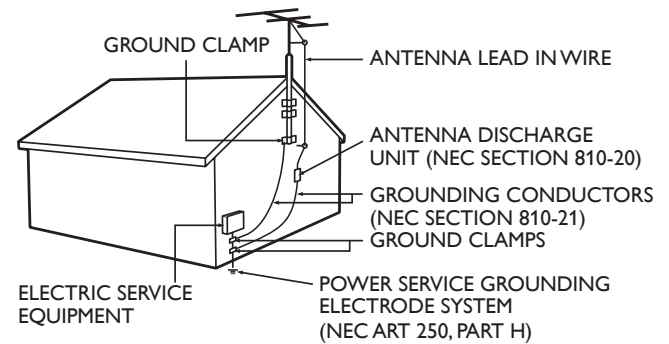 GROUND CLAMP
ANTENNA LEAD IN WIRE
ANTENNA DISCHARGE
UNIT (NEC SECTION 810-20)
GROUNDING CONDUCTORS
(NEC SECTION 810-21)
GROUND CLAMPS
POWER SERVICE GROUNDING
ELECTRODE SYSTEM
(NEC ART 250, PART H)
ELECTRIC SERVICE
EQUIPMENT